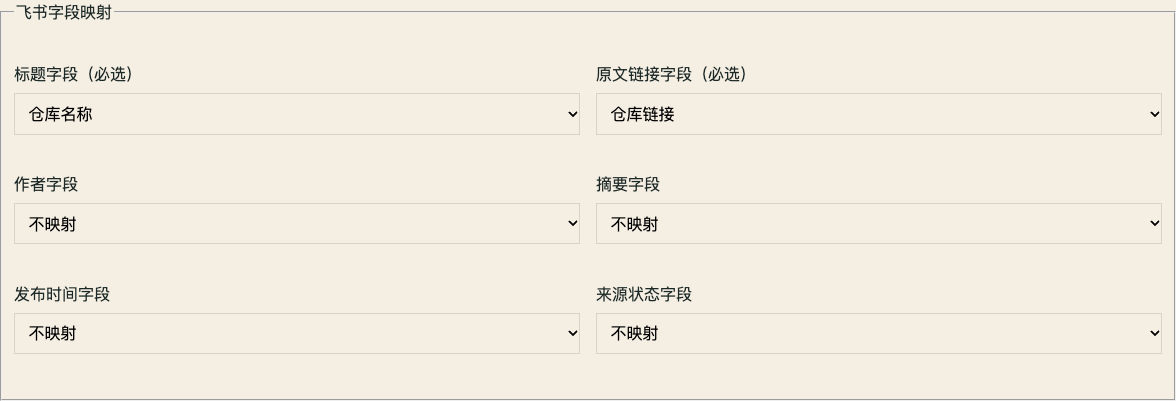 飞书字段映射
标题字段（必选）
原文链接字段（必选）
仓库名称
仓库链接
作者字段
摘要字段
不映射
不映射
发布时间字段
来源状态字段
不映射
不映射